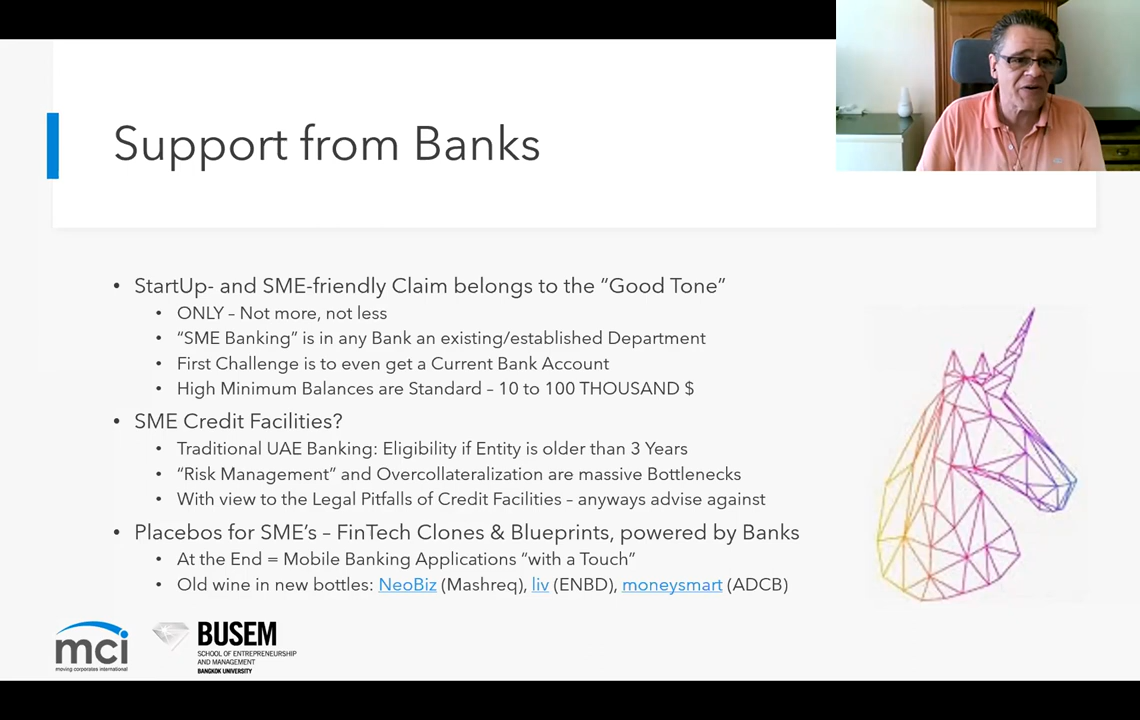 Support from Banks
• StartUp- and SME-friendly Claim belongs to the “Good Tone”
• ONLY – Not more, not less
• “SME Banking” is in any Bank an existing/established Department
• First Challenge is to even get a Current Bank Account
• High Minimum Balances are Standard – 10 to 100 THOUSAND $
• SME Credit Facilities?
• Traditional UAE Banking: Eligibility if Entity is older than 3 Years
• “Risk Management” and Overcollateralization are massive Bottlenecks
• With view to the Legal Pitfalls of Credit Facilities – anyways advise against
• Placebos for SME’s – FinTech Clones & Blueprints, powered by Banks
• At the End = Mobile Banking Applications “with a Touch”
• Old wine in new bottles: NeoBiz (Mashreq), liv (ENBD), moneysmart (ADCB)
mci
moving corporates international
BUSEM
SCHOOL OF ENTREPRENEURSHIP
AND MANAGEMENT
BANGKOK UNIVERSITY